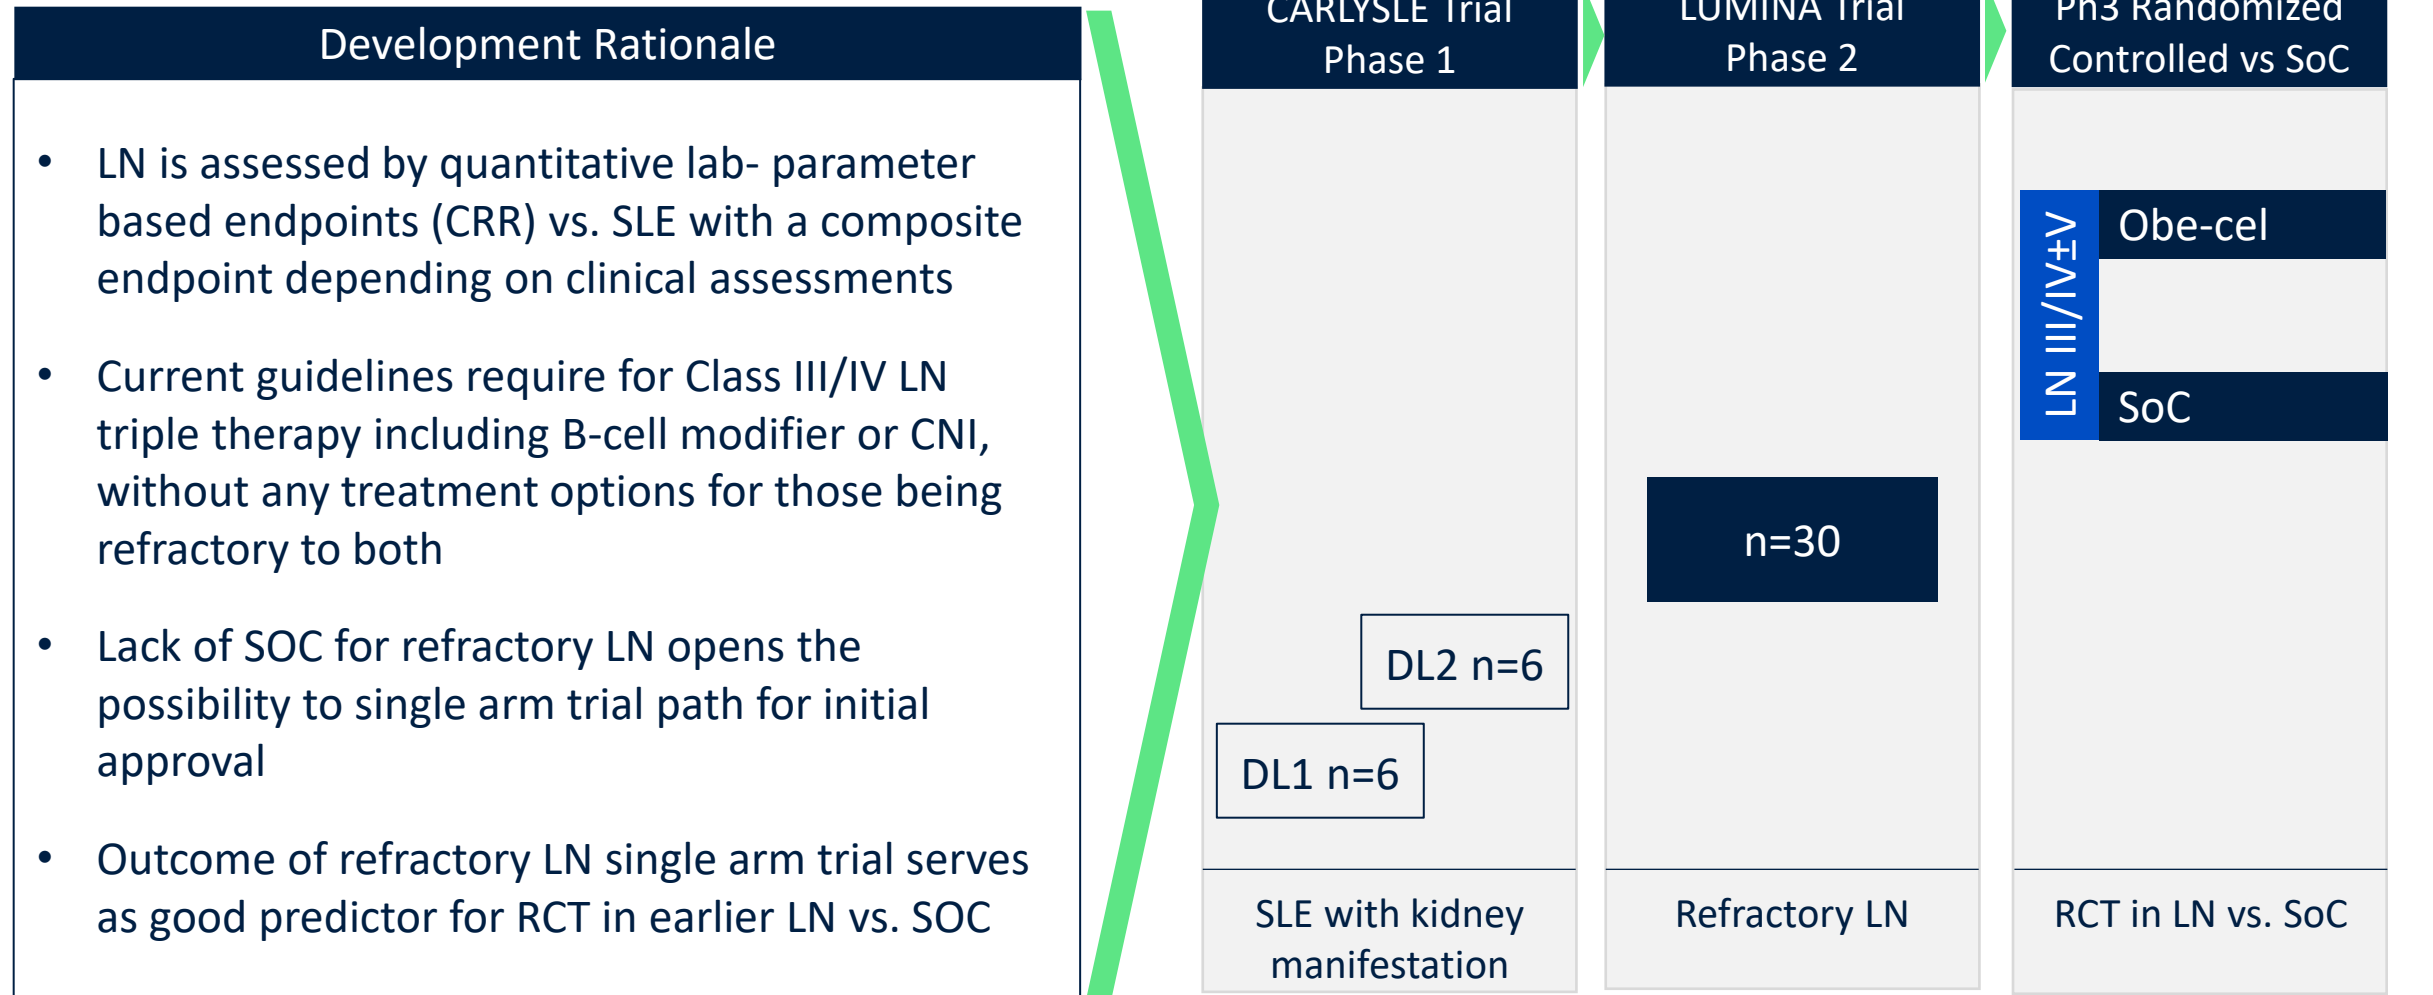 Development Rationale
• LN is assessed by quantitative lab- parameter
based endpoints (CRR) vs. SLE with a composite
endpoint depending on clinical assessments
• Current guidelines require for Class III/IV LN
triple therapy including B-cell modifier or CNI,
without any treatment options for those being
refractory to both
• Lack of SOC for refractory LN opens the
possibility to single arm trial path for initial
approval
• Outcome of refractory LN single arm trial serves
as good predictor for RCT in earlier LN vs. SOC
CARLYSLE Trial
Phase 1
DL2 n=6
DL1 n=6
SLE with kidney
manifestation
LUMINA Trial
Phase 2
n=30
Refractory LN
Ph3 Randomized
Controlled vs SoC
LN III/IV±V
Obe-cel
SoC
RCT in LN vs. SoC